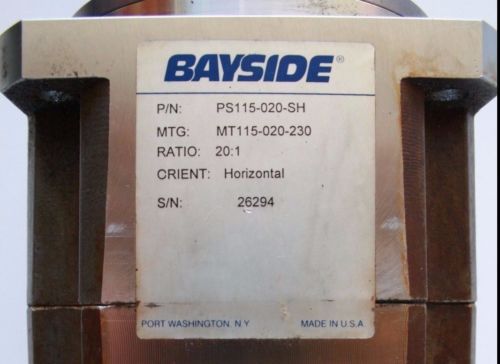 BAYSIDE®
P/N: PS115-020-SH
MTG: MT115-020-230
RATIO: 20:1
CRIENT: Horizontal
S/N: 26294
PORT WASHINGTON N Y MADE IN U.S.A.